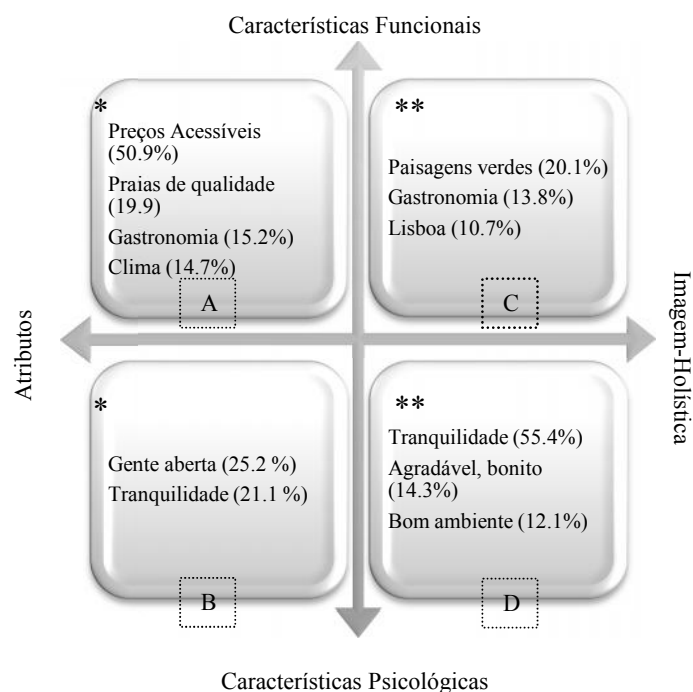 Características Funcionais
*
Preços Acessíveis
(50.9%)
Praias de qualidade
(19.9)
Gastronomia (15.2%)
Clima (14.7%)
A
**
Paisagens verdes (20.1%)
Gastronomia (13.8%)
Lisboa (10.7%)
C
Atributos
Imagem-Holística
*
Gente aberta (25.2 %)
Tranquilidade (21.1 %)
B
**
Tranquilidade (55.4%)
Agradável, bonito
(14.3%)
Bom ambiente (12.1%)
D
Características Psicológicas